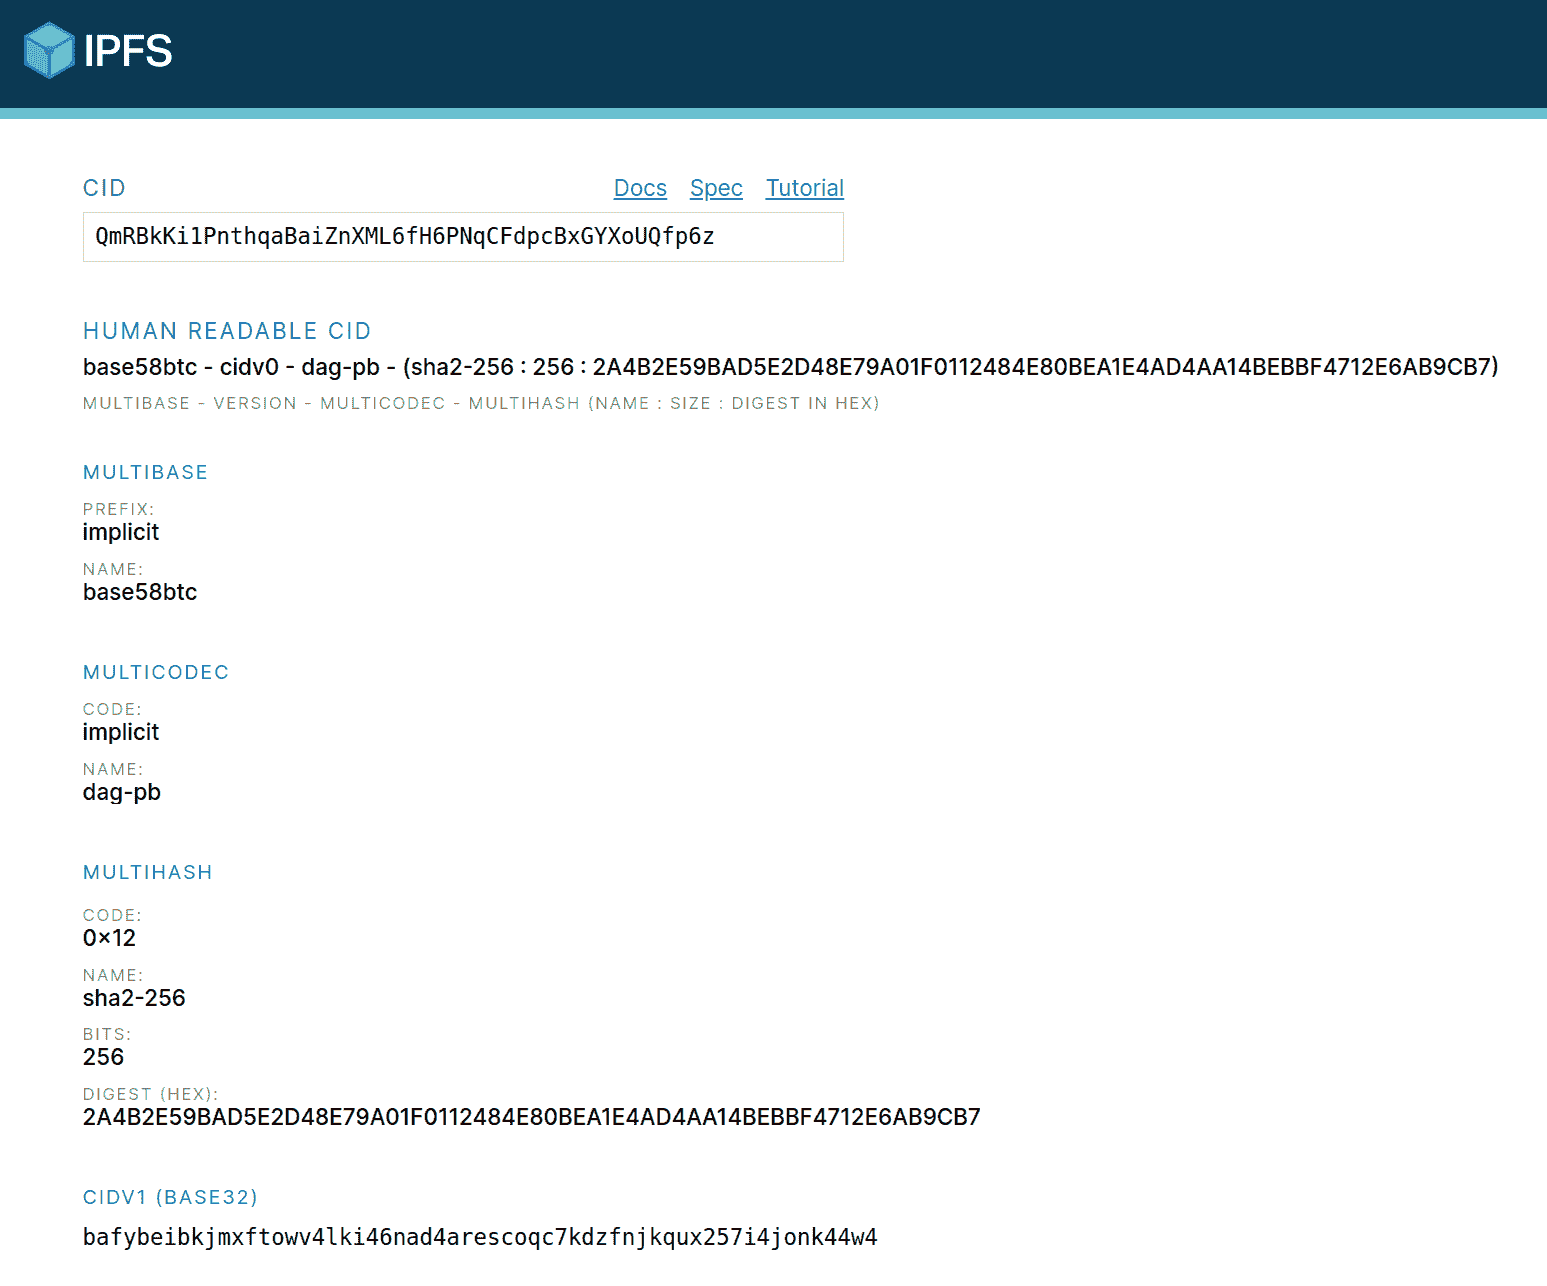 IPFS
CID Docs Spec Tutorial
QmRBkKi1PnthqaBaiZnXML6fH6PNqCFdpcBxGYXoUQfp6z
HUMAN READABLE CID
base58btc - cidv0 - dag-pb - (sha2-256 : 256 : 2A4B2E59BAD5E2D48E79A01F0112484E80BEA1E4AD4AA14BEBBF4712E6AB9CB7)
MULTIBASE - VERSION - MULTICODEC - MULTIHASH (NAME : SIZE : DIGEST IN HEX)
MULTIBASE
PREFIX:
implicit
NAME:
base58btc
MULTICODEC
CODE:
implicit
NAME:
dag-pb
MULTIHASH
CODE:
0×12
NAME:
sha2-256
BITS:
256
DIGEST (HEX):
2A4B2E59BAD5E2D48E79A01F0112484E80BEA1E4AD4AA14BEBBF4712E6AB9CB7
CIDV1 (BASE32)
bafybeibkjmxftowv4lki46nad4arescoqc7kdzfnjkqux257i4jonk44w4